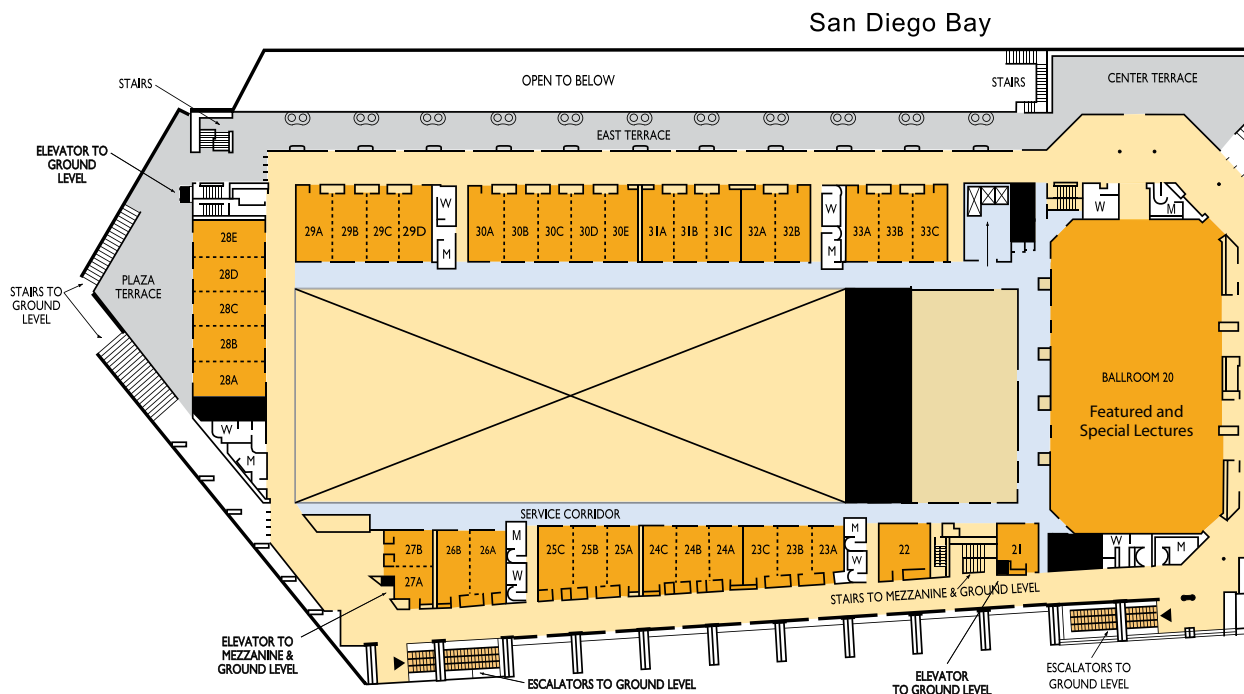 San Diego Bay
OPEN TO BELOW
STAIRS
CENTER TERRACE
STAIRS
EAST TERRACE
ELEVATOR TO
GROUND
LEVEL
W
M
29A
29B
29C
29D
30A
30B
30C
30D
30E
31A
31B
31C
32A
32B
W
M
33A
33B
33C
W
M
28E
28D
28C
28B
28A
PLAZA
TERRACE
STAIRS TO
GROUND
LEVEL
W
M
BALLROOM 20
Featured and
Special Lectures
SERVICE CORRIDOR
27B
27A
26B
26A
M
W
25C
25B
25A
24C
24B
24A
23C
23B
23A
M
W
22
21
W
M
STAIRS TO MEZZANINE & GROUND LEVEL
ELEVATOR TO
MEZZANINE &
GROUND LEVEL
ESCALATORS TO GROUND LEVEL
ELEVATOR
TO GROUND LEVEL
ESCALATORS TO
GROUND LEVEL